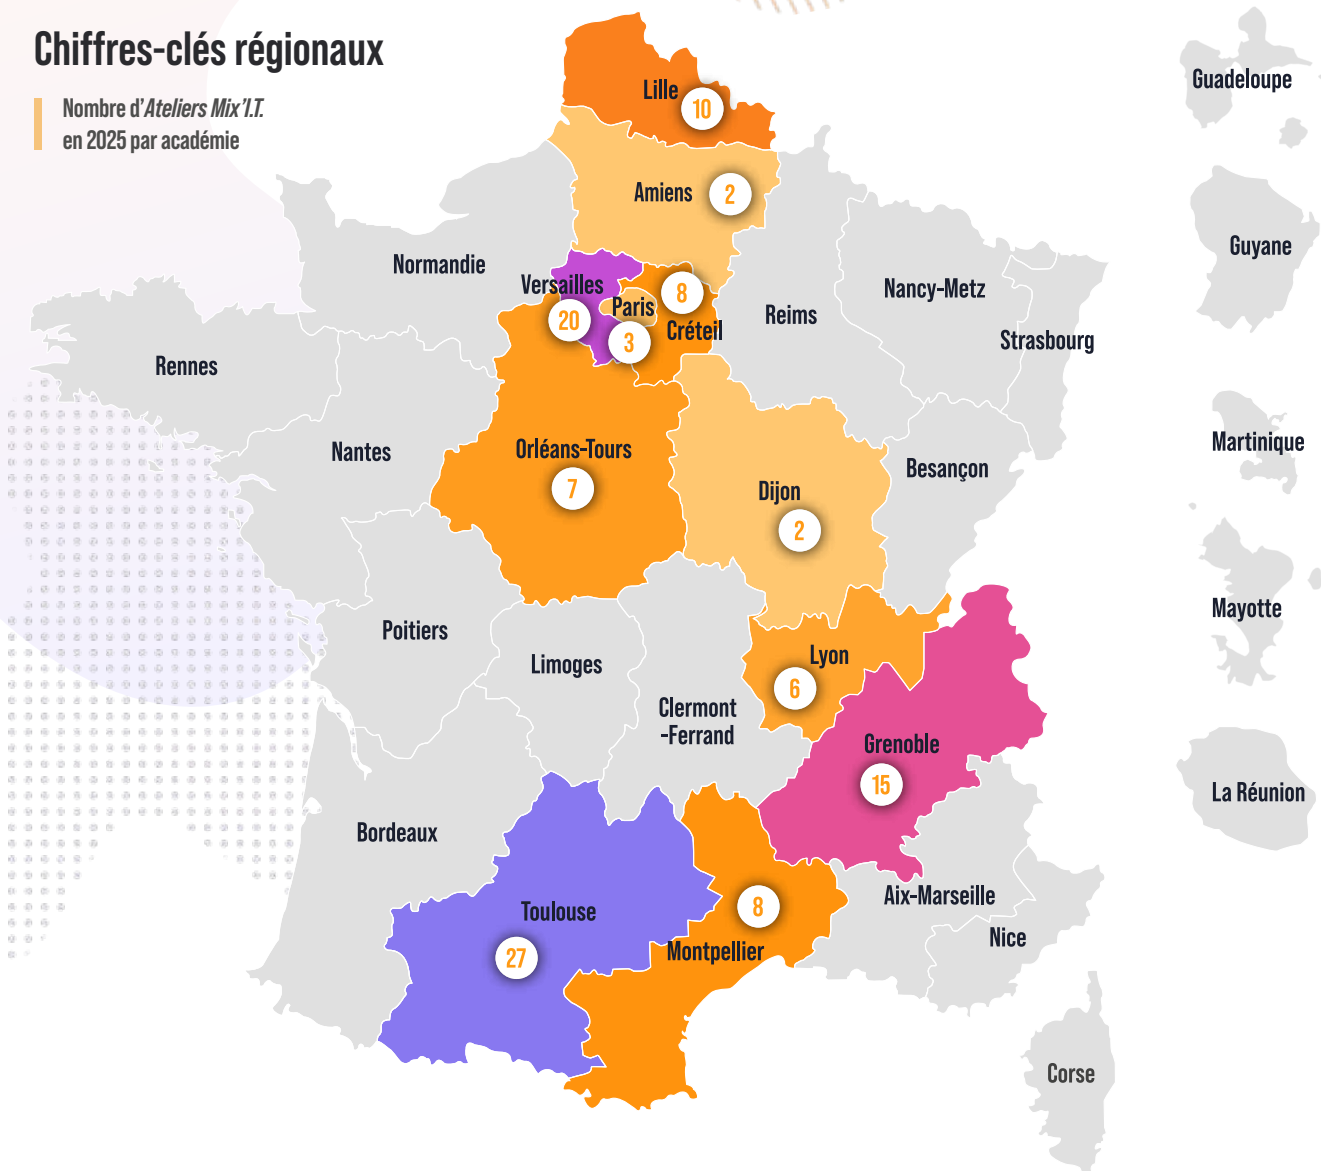 Chiffres-clés régionaux
Nombre d'Ateliers Mix'I.T.
en 2025 par académie
Lille
10
Amiens
2
Normandie
Versailles
20
Paris
3
8
Créteil
Reims
Nancy-Metz
Strasbourg
Rennes
Nantes
Orléans-Tours
7
Dijon
2
Besançon
Poitiers
Limoges
Clermont
-Ferrand
Lyon
6
Grenoble
15
Bordeaux
Toulouse
27
Montpellier
8
Aix-Marseille
Nice
Corse
Guadeloupe
Guyane
Martinique
Mayotte
La Réunion